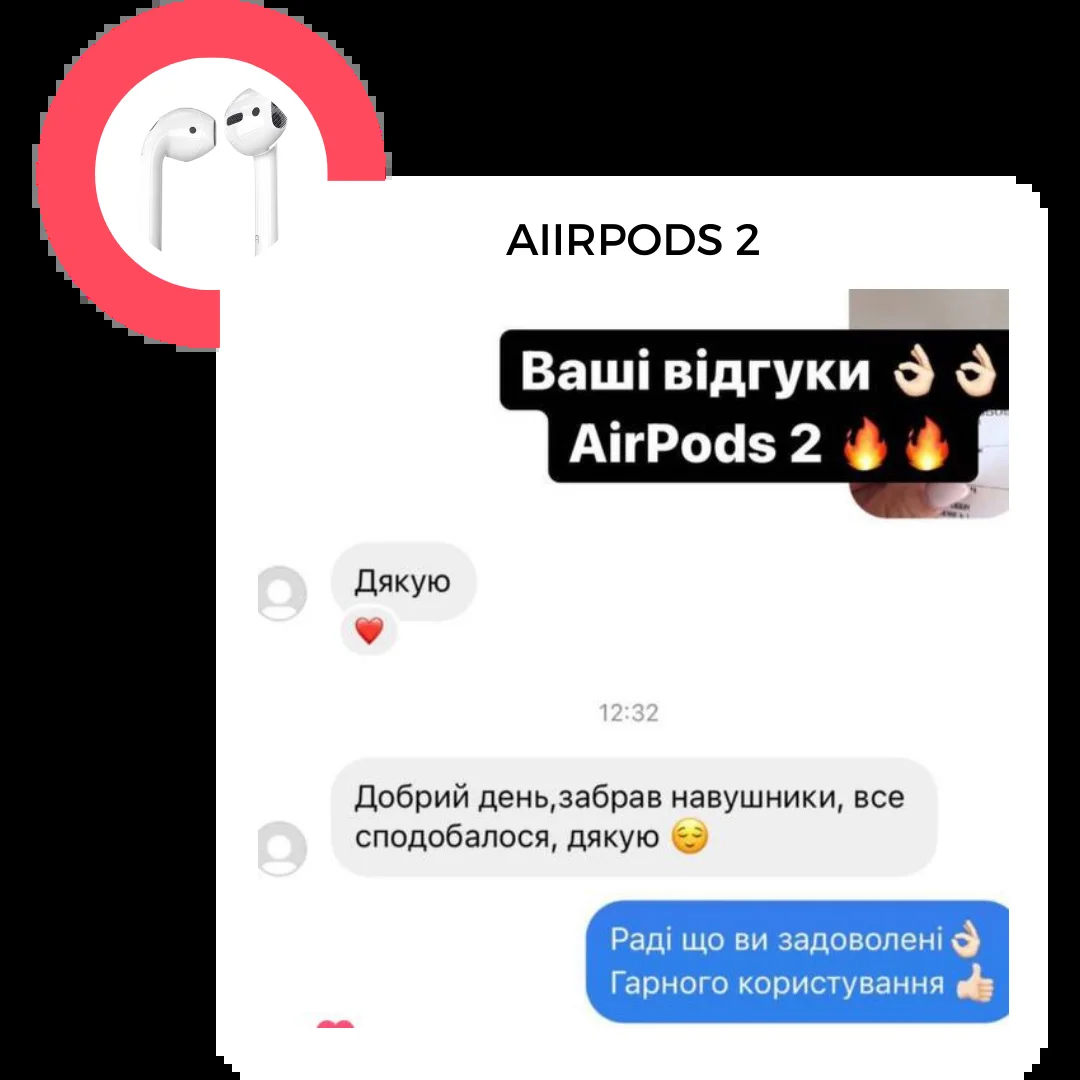 AIIRPODS 2
Ваші відгуки 👌🏻👌🏻
AirPods 2 🔥🔥
Дякую
❤️
12:32
Добрий день,забрав навушники, все
сподобалося, дякую 😌
Раді що ви задоволені👌🏻
Гарного користування 👍🏻